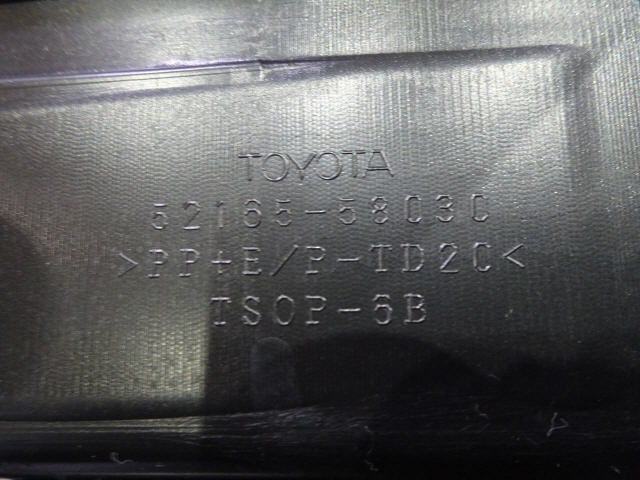 TOYOTA
52165-58030
>PP+E/P-TD20<
TSOP-6B